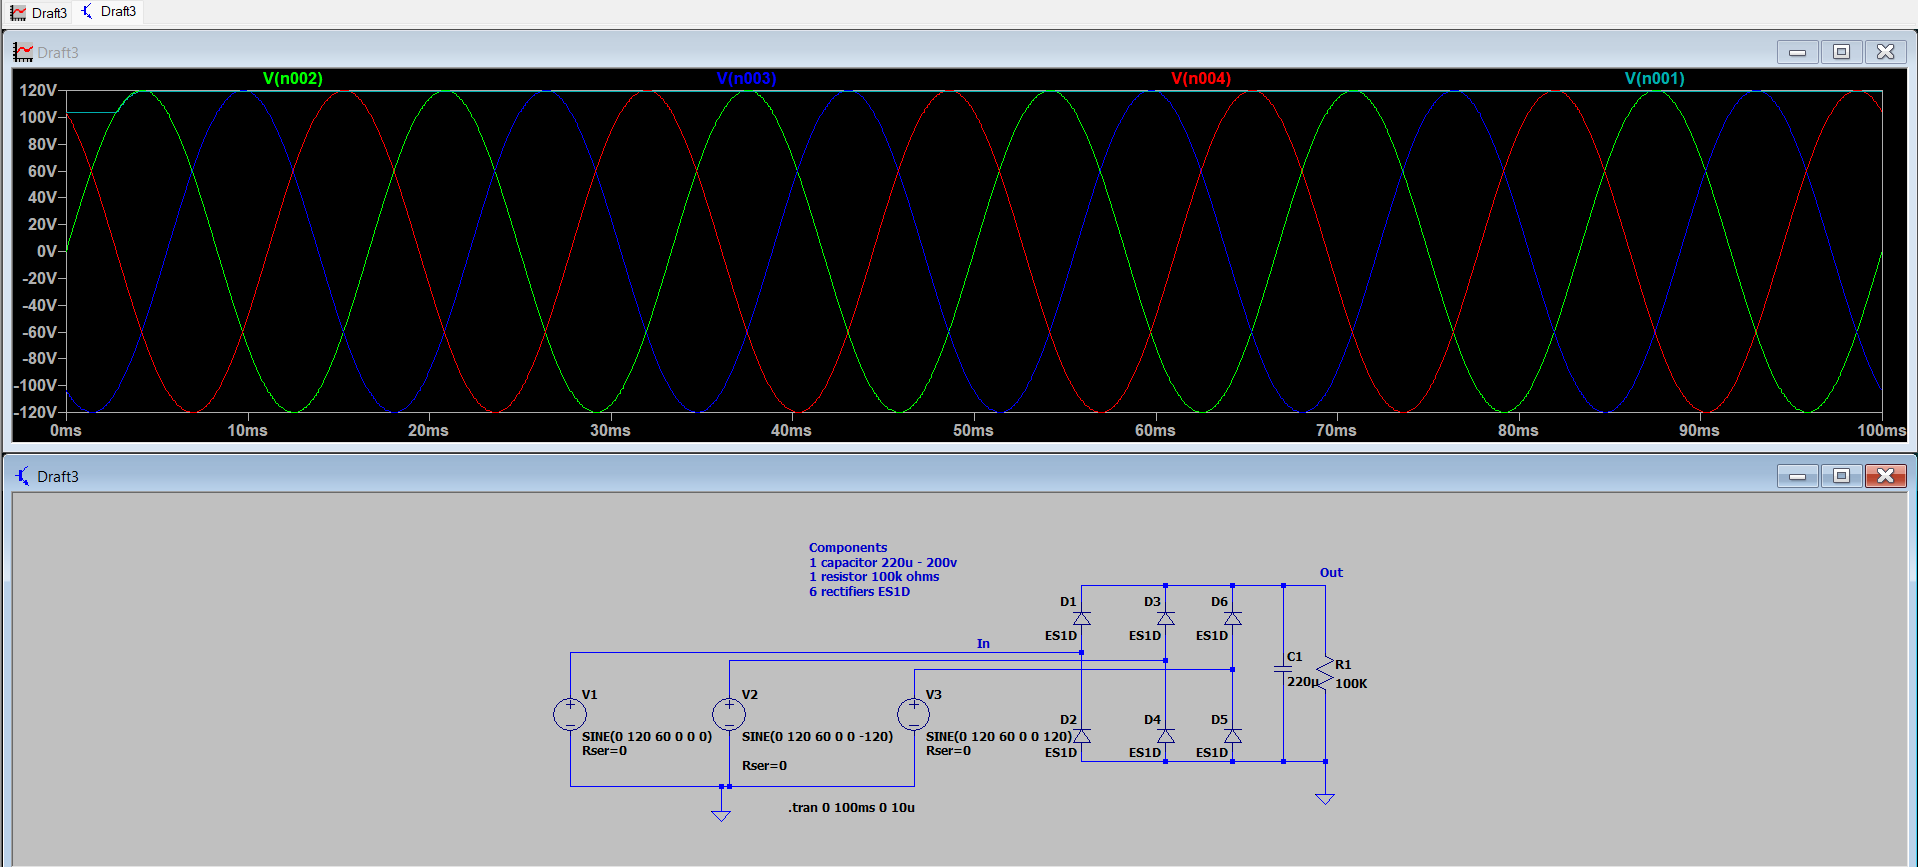 Draft3 Draft3
Draft3
V(n002) V(n003) V(n004) V(n001)
120V
100V
80V
60V
40V
20V
0V
-20V
-40V
-60V
-80V
-100V
-120V
0ms 10ms 20ms 30ms 40ms 50ms 60ms 70ms 80ms 90ms 100ms
Draft3
Components
1 capacitor 220u - 200v
1 resistor 100k ohms
6 rectifiers ES1D
Out
D1 D3 D6
ES1D ES1D ES1D
In
C1
220µ
R1
100K
V1 V2 V3
SINE(0 120 60 0 0 0) SINE(0 120 60 0 0 -120) SINE(0 120 60 0 0 120)
Rser=0 Rser=0
Rser=0
D2 D4 D5
ES1D ES1D ES1D
.tran 0 100ms 0 10u